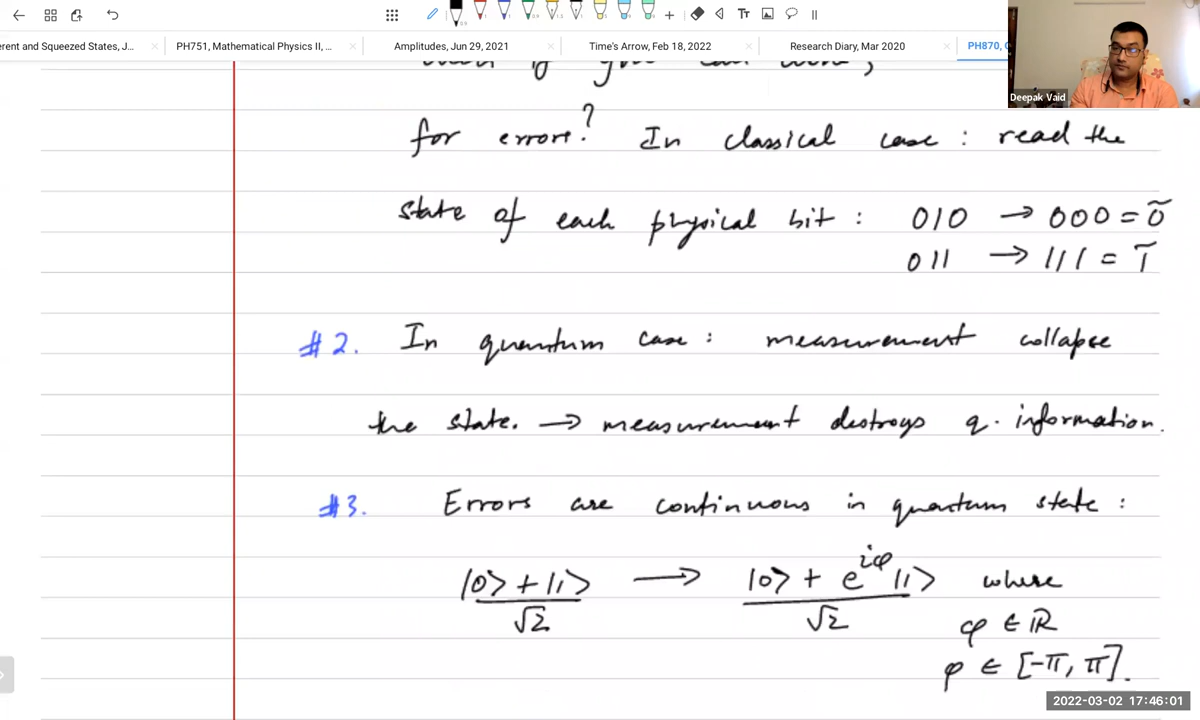 erent and Squeezed States, J...
PH751, Mathematical Physics II, ...
Amplitudes, Jun 29, 2021
Time's Arrow, Feb 18, 2022
Research Diary, Mar 2020
PH870,
Deepak Vaid
for errors? In classical case : read the
state of each physical bit : 010 → 000 = 0̃
011 → 111 = 1̃
#2. In quantum case : measurement collapse
the state. → measurement destroys q. information.
#3. Errors are continuous in quantum state :
(|0> + |1>)/√2 → (|0> + e^{iφ} |1>)/√2 where
φ ∈ ℝ
φ ∈ [-π, π].
2022-03-02 17:46:01